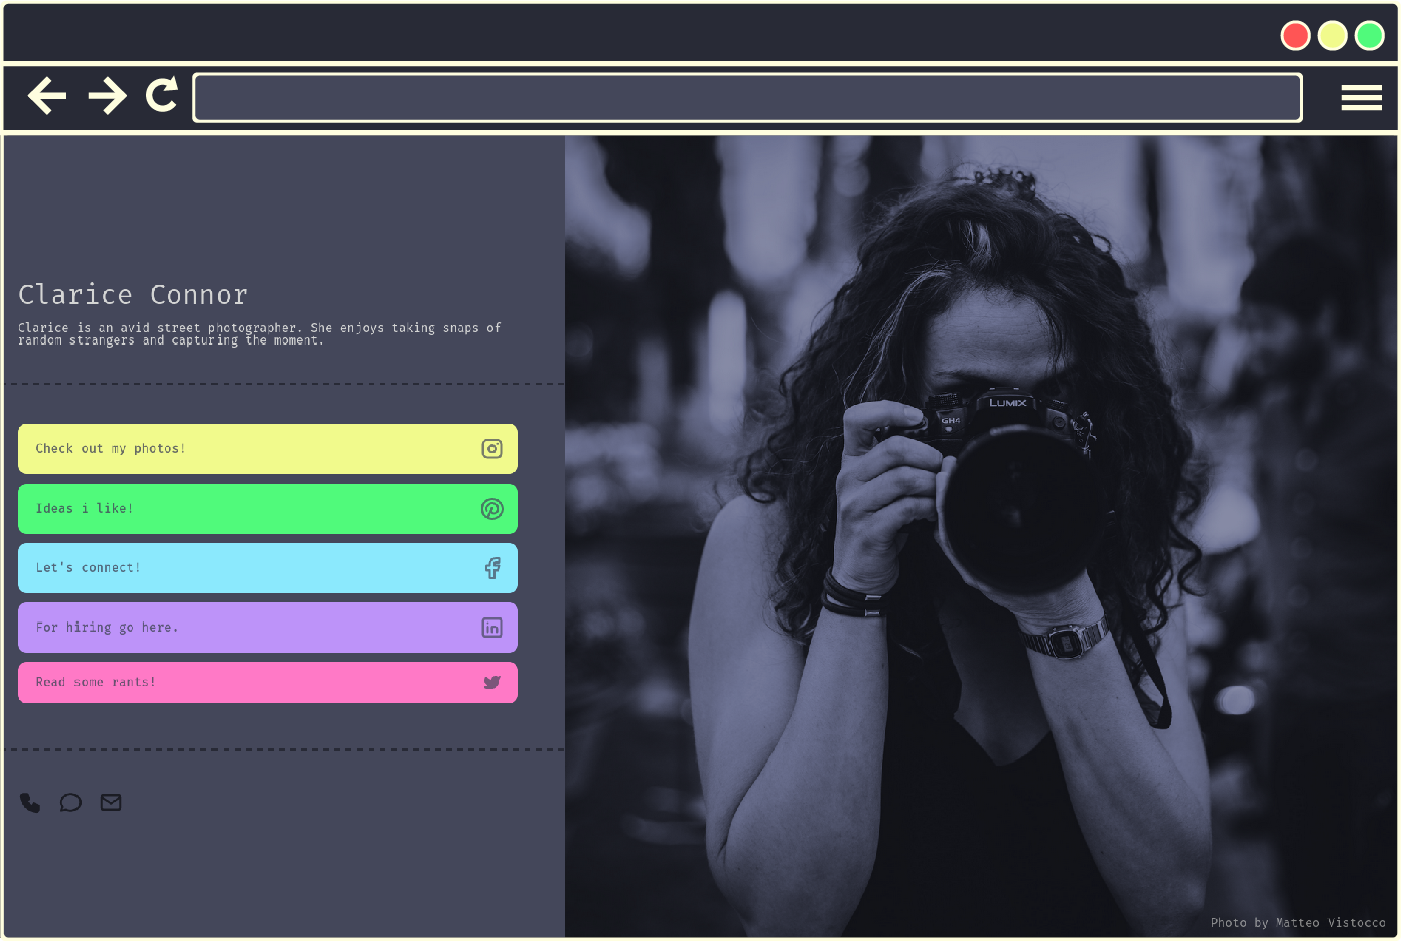 Clarice Connor
Clarice is an avid street photographer. She enjoys taking snaps of
random strangers and capturing the moment.
Check out my photos!
Ideas i like!
Let's connect!
For hiring go here.
Read some rants!
LUMIX
GH4
Photo by Matteo Vistocco